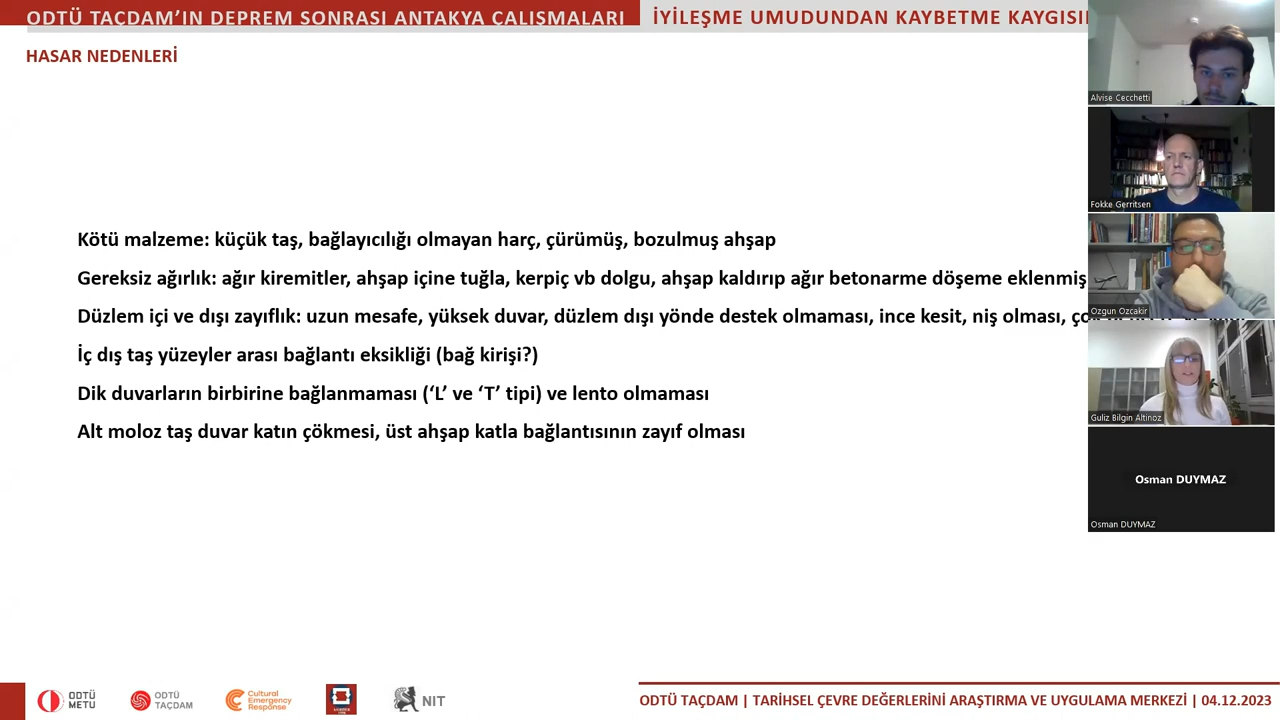 ODTÜ TAÇDAM'IN DEPREM SONRASI ANTAKYA ÇALIŞMALARI
İYİLEŞME UMUDUNDAN KAYBETME
HASAR NEDENLERİ
Alvise Cecchetti
Fokke Gerritsen
Kötü malzeme: küçük taş, bağlayıcılığı olmayan harç, çürümüş, bozulmuş ahşap
Gereksiz ağırlık: ağır kiremitler, ahşap içine tuğla, kerpiç vb dolgu, ahşap kaldırıp ağır betonarme döşeme eklenmiş
Düzlem içi ve dışı zayıflık: uzun mesafe, yüksek duvar, düzlem dışı yönde destek olmaması, ince kesit, niş olması,
Ozgun Ozcakir
İç dış taş yüzeyler arası bağlantı eksikliği (bağ kirişi?)
Dik duvarların birbirine bağlanmaması ('L' ve 'T' tipi) ve lento olmaması
Guliz Bilgin Altinoz
Alt moloz taş duvar katın çökmesi, üst ahşap katla bağlantısının zayıf olması
Osman DUYMAZ
Osman DUYMAZ
ODTÜ
METU
ODTÜ
TAÇDAM
Cultural
Emergency
Response
NIT
ODTÜ TAÇDAM | TARİHSEL ÇEVRE DEĞERLERİNİ ARAŞTIRMA VE UYGULAMA MERKEZİ | 04.12.2023